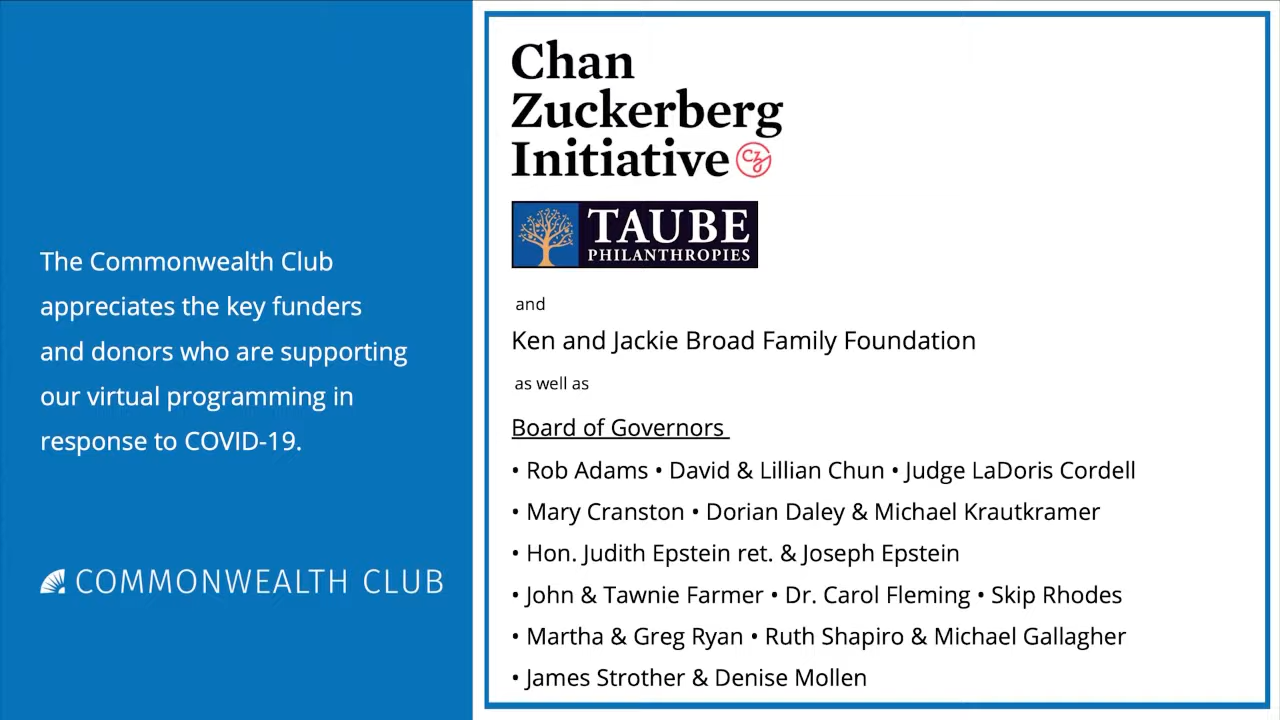 The Commonwealth Club
appreciates the key funders
and donors who are supporting
our virtual programming in
response to COVID-19.
COMMONWEALTH CLUB
Chan
Zuckerberg
Initiative
CZI
TAUBE
PHILANTHROPIES
and
Ken and Jackie Broad Family Foundation
as well as
Board of Governors
• Rob Adams • David & Lillian Chun • Judge LaDoris Cordell
• Mary Cranston • Dorian Daley & Michael Krautkramer
• Hon. Judith Epstein ret. & Joseph Epstein
• John & Tawnie Farmer • Dr. Carol Fleming • Skip Rhodes
• Martha & Greg Ryan • Ruth Shapiro & Michael Gallagher
• James Strother & Denise Mollen